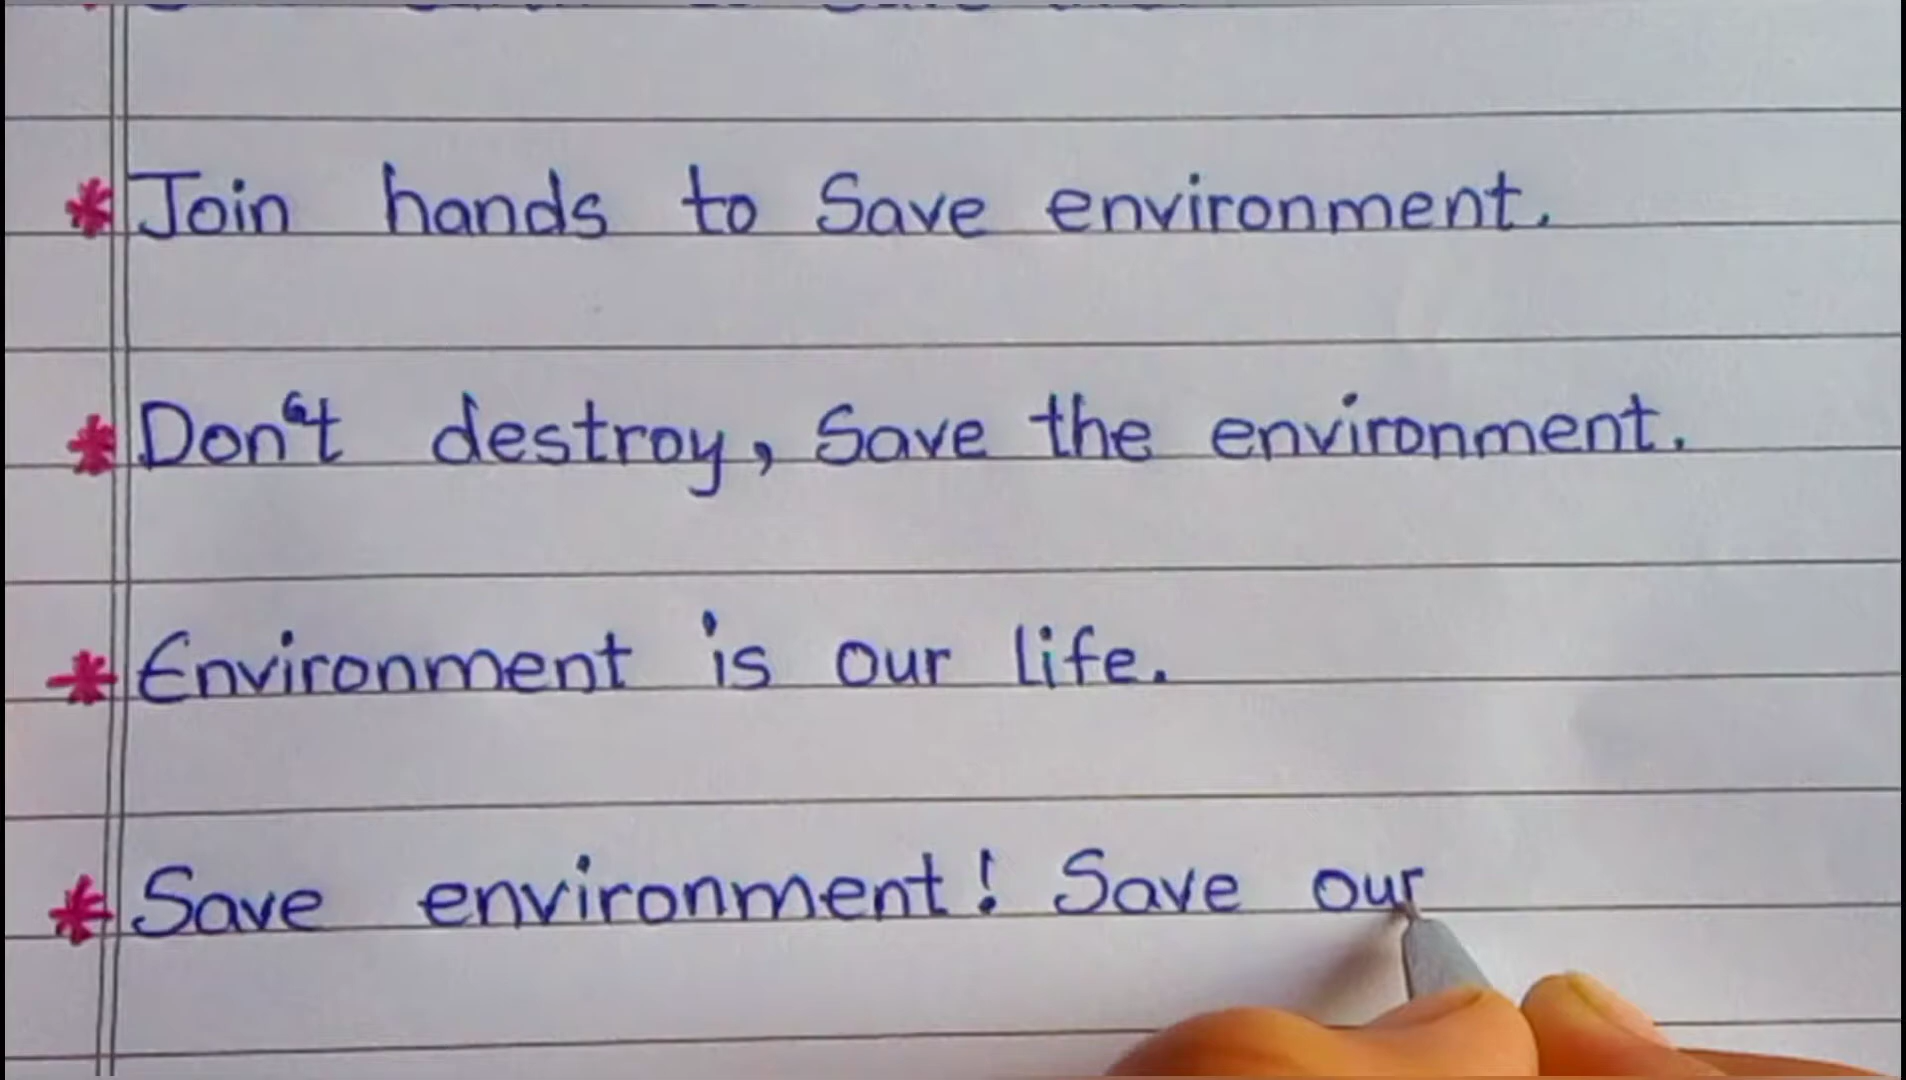 * Join hands to Save environment.
* Don't destroy, Save the environment.
* Environment is our life.
* Save environment! Save our